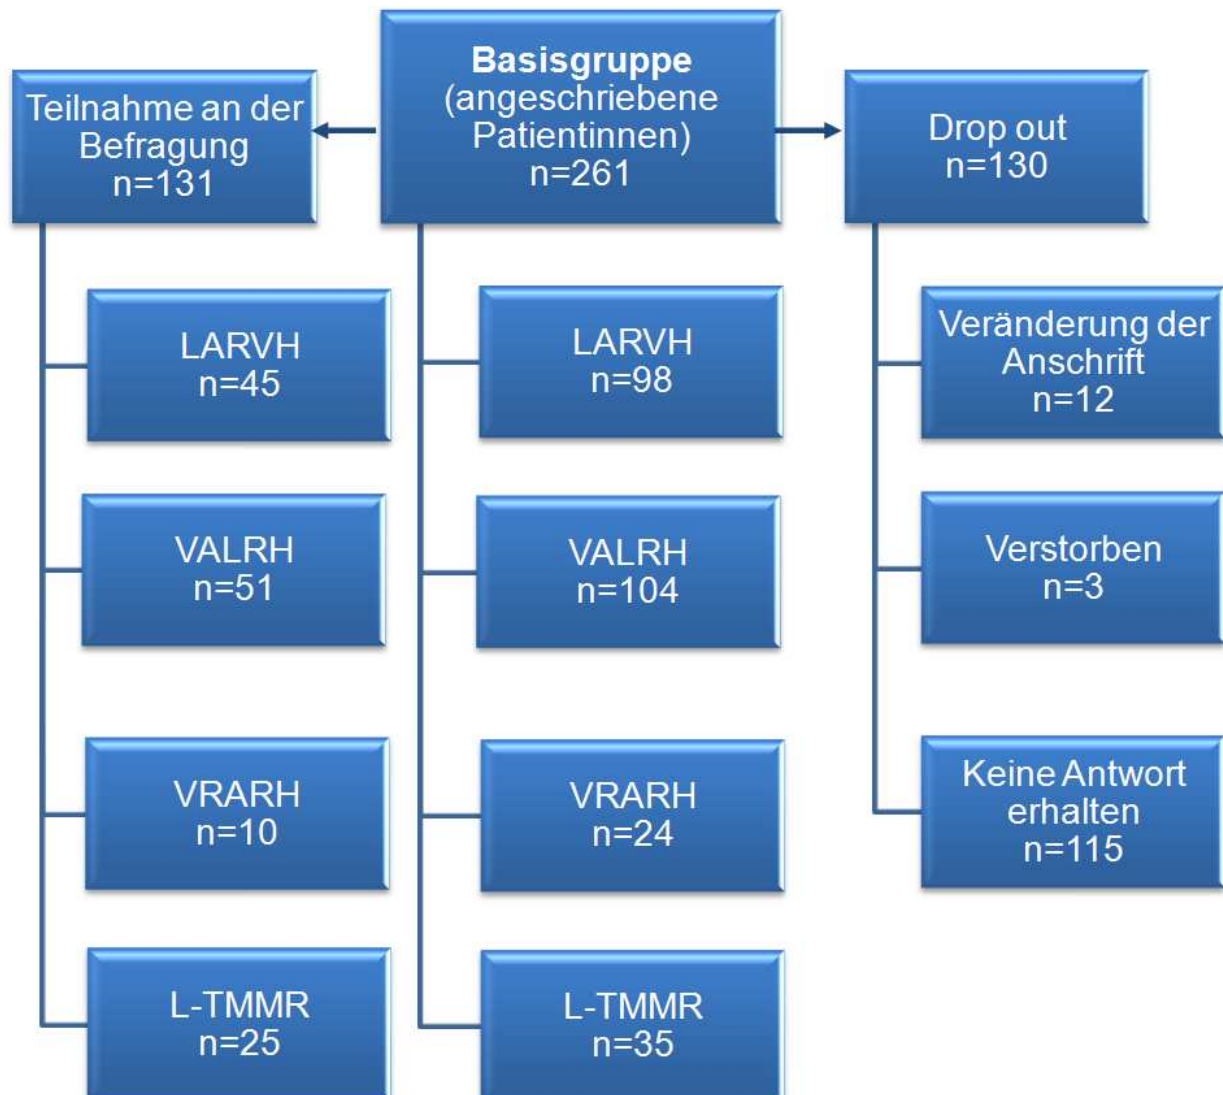 Basisgruppe
(angeschriebene
Patientinnen)
n=261
Teilnahme an der
Befragung
n=131
Drop out
n=130
LARVH
n=45
VALRH
n=51
VRARH
n=10
L-TMMR
n=25
LARVH
n=98
VALRH
n=104
VRARH
n=24
L-TMMR
n=35
Veränderung der
Anschrift
n=12
Verstorben
n=3
Keine Antwort
erhalten
n=115